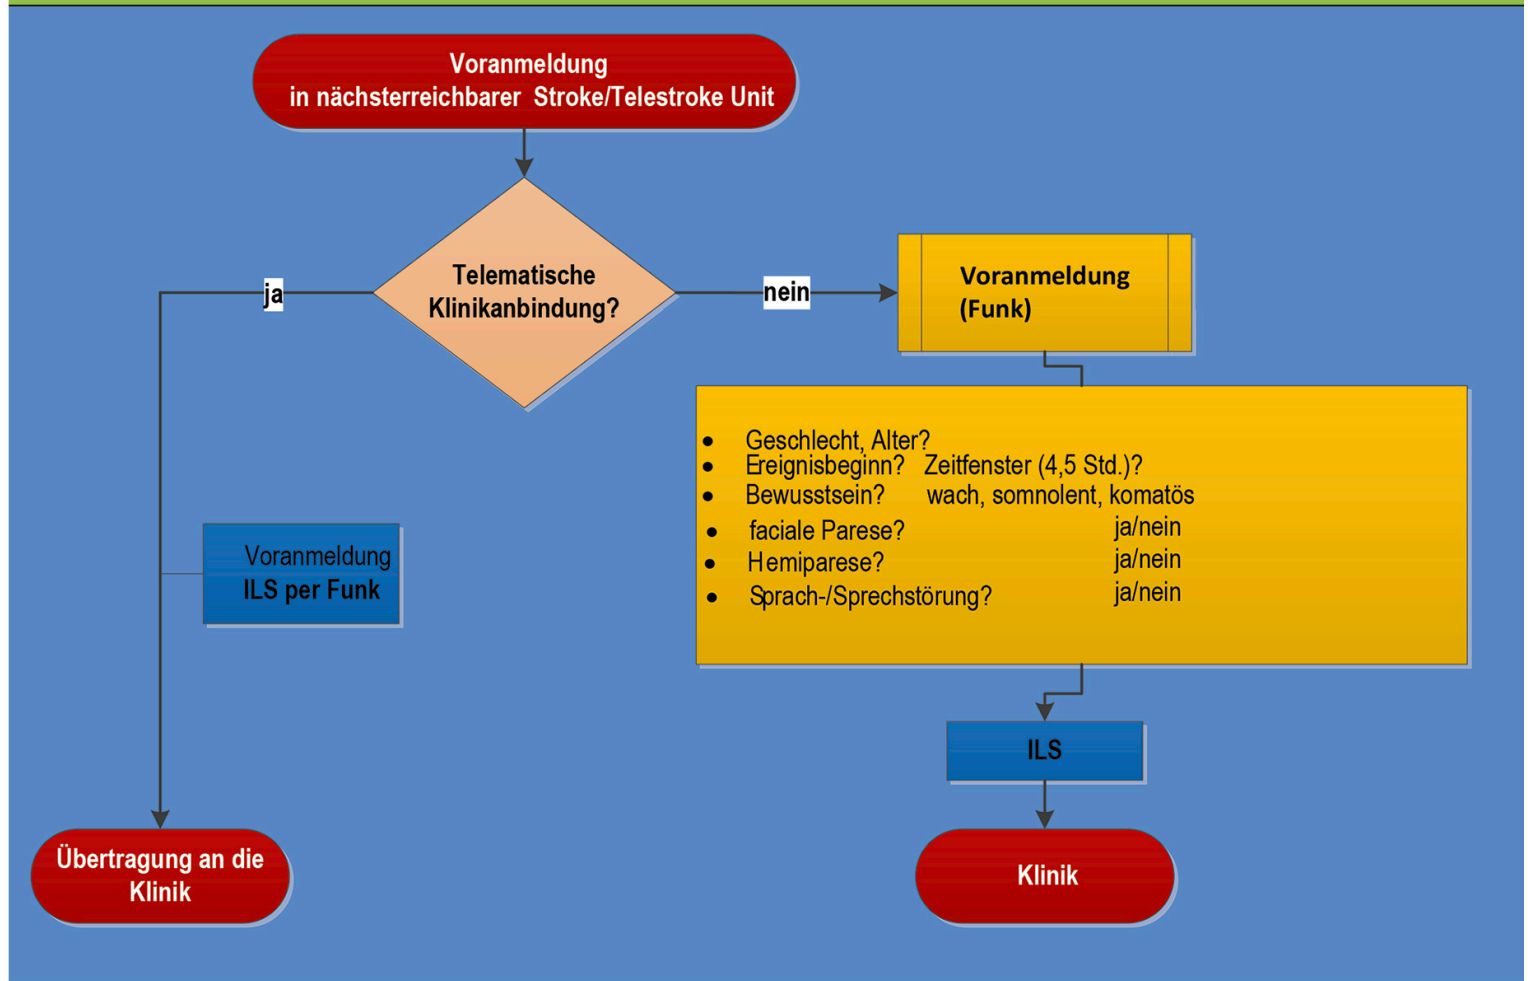 Voranmeldung
in nächsterreichbarer Stroke/Telestroke Unit
Telematische
Klinikanbindung?
ja
nein
Voranmeldung
(Funk)
• Geschlecht, Alter?
• Ereignisbeginn? Zeitfenster (4,5 Std.)?
• Bewusstsein? wach, somnolent, komatös
• faciale Parese? ja/nein
• Hemiparese? ja/nein
• Sprach-/Sprechstörung? ja/nein
Voranmeldung
ILS per Funk
ILS
Übertragung an die
Klinik
Klinik